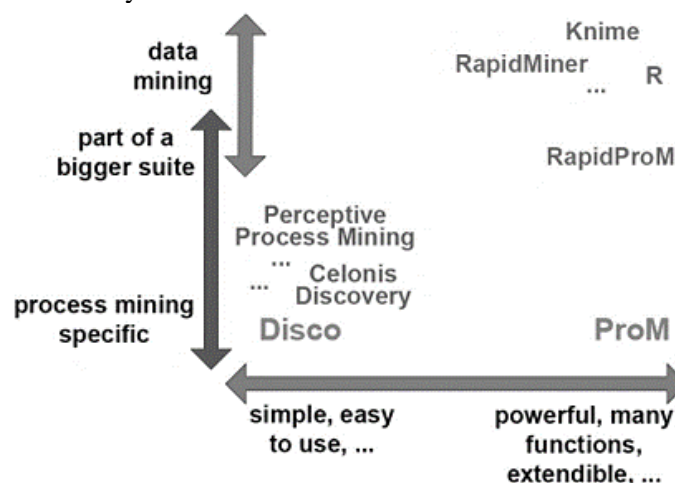 data
mining
part of a
bigger suite
process mining
specific
Knime
RapidMiner
R
...
RapidProM
Perceptive
Process Mining
...
...
Celonis
Discovery
Disco
ProM
simple, easy
to use, ...
powerful, many
functions,
extendible, ...